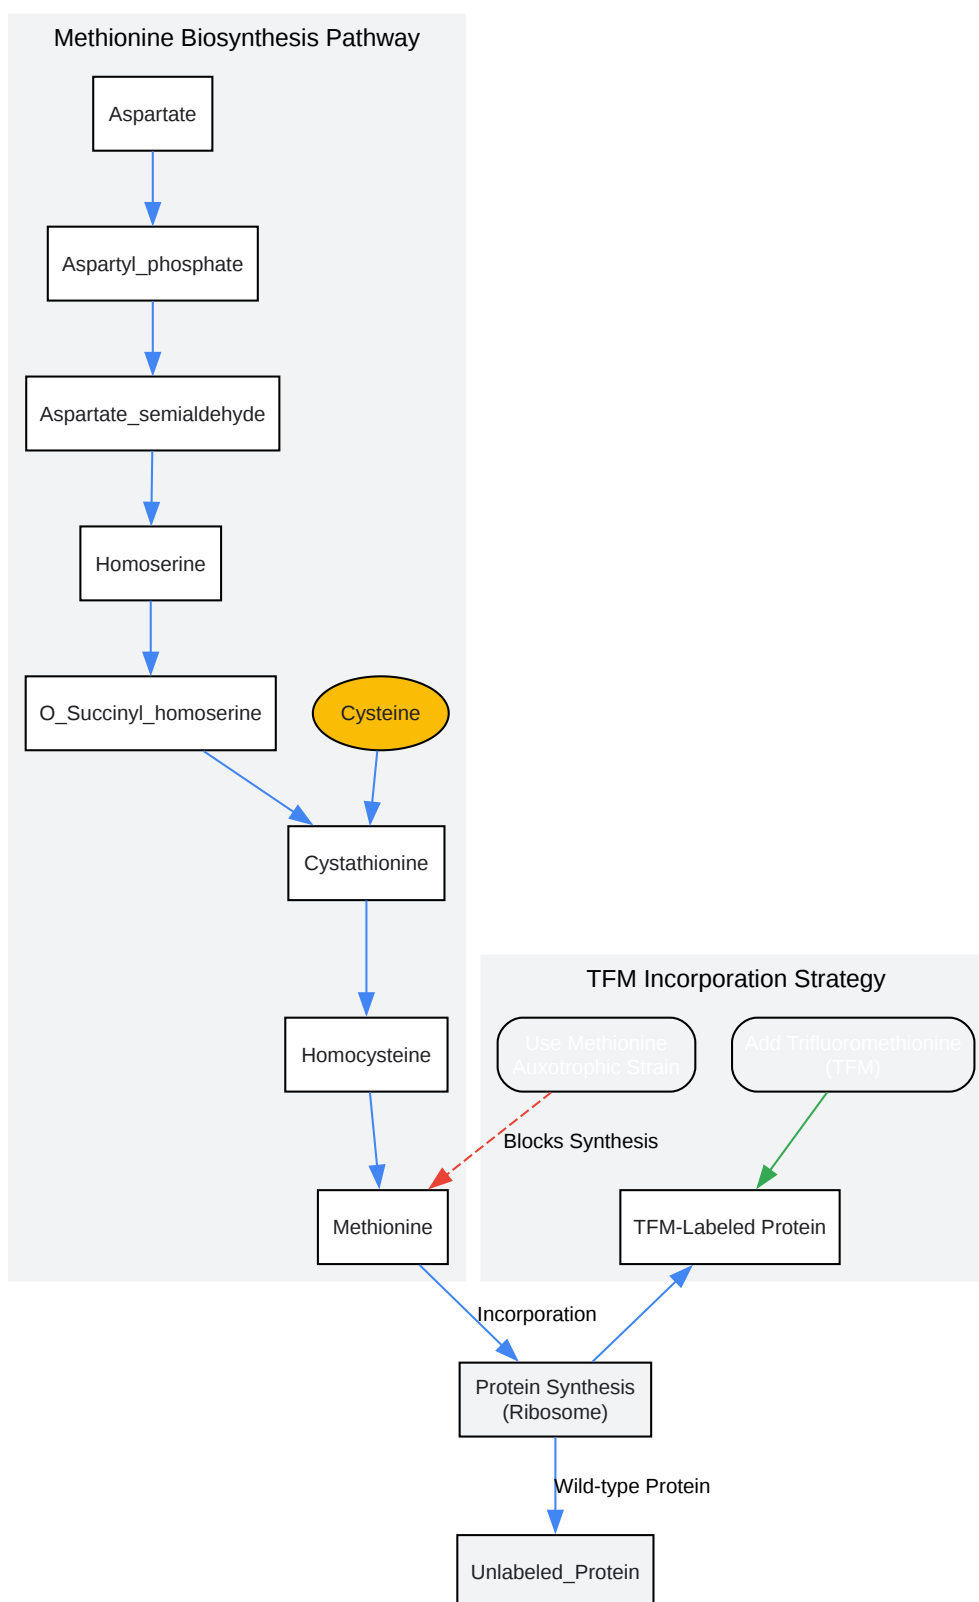 Methionine Biosynthesis Pathway
Aspartate
Aspartyl_phosphate
Aspartate_semialdehyde
Homoserine
O_Succinyl_homoserine
Cysteine
Cystathionine
Homocysteine
Methionine
TFM Incorporation Strategy
Use Methionine
Auxotrophic Strain
Add Trifluoromethionine
(TFM)
Blocks Synthesis
TFM-Labeled Protein
Incorporation
Protein Synthesis
(Ribosome)
Wild-type Protein
Unlabeled_Protein